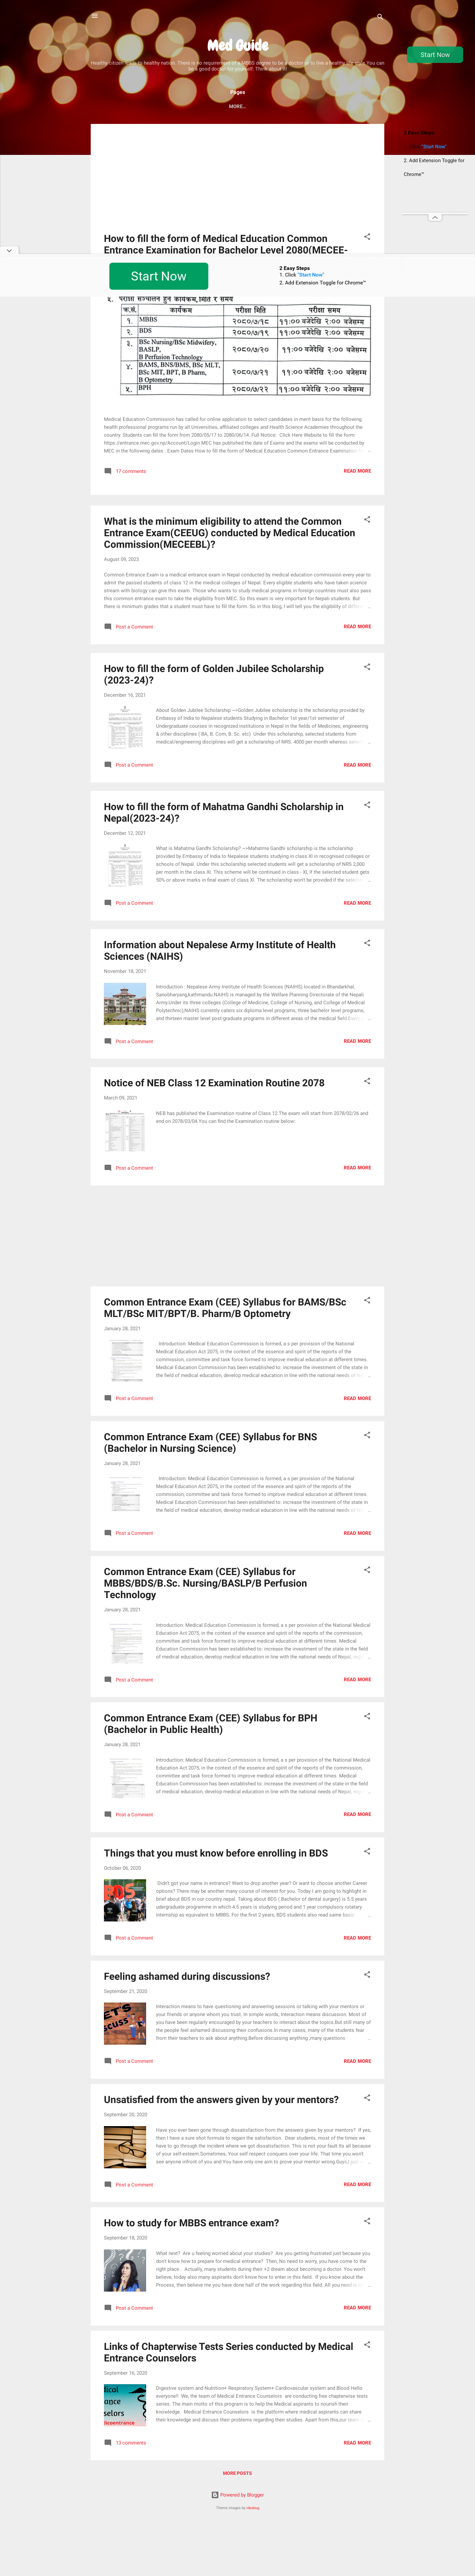 Med Guide
Healthy citizen leads to healthy nation. There is no requirement of a MBBS degree to be a doctor or to live a healthy life style.You can
be a good doctor for yourself. Think about it!
Pages
MORE…
Start Now
2 Easy Steps
1. Click "Start Now"
2. Add Extension Toggle for
Chrome™
How to fill the form of Medical Education Common
Entrance Examination for Bachelor Level 2080(MECEE-
Start Now
2 Easy Steps
1. Click "Start Now"
2. Add Extension Toggle for Chrome™
५. परीक्षा सञ्चालन हुने कार्यक्रम, मिति र समय
क्र.सं. कार्यक्रम परीक्षा मिति परीक्षाको समय
१. MBBS २०८०/७/१८ ११:०० बजेदेखि २:०० बजेसम्म
२. BDS २०८०/७/१९ ११:०० बजेदेखि २:०० बजेसम्म
३. BSc Nursing/BSc Midwifery,
BASLP,
B Perfusion Technology
२०८०/७/२० ११:०० बजेदेखि २:०० बजेसम्म
४. BAMS, BNS/BMS, BSc MLT,
BSc MIT, BPT, B Pharm,
B Optometry
२०८०/७/२१ ११:०० बजेदेखि २:०० बजेसम्म
५. BPH २०८०/७/२२ ११:०० बजेदेखि २:०० बजेसम्म
Medical Education Commission has called for online application to select candidates in merit basis for the following
health professional programs run by all Universities, affiliated colleges and Health Science Academies throughout the
country. Students can fill the form from 2080/05/17 to 2080/06/14. Full Notice: Click Here Website to fill the form:
https://entrance.mec.gov.np/Account/Login MEC has published the date of Exams and the exams will be conducted by
MEC in the following dates : Exam Dates How to fill the form of Medical Education Common Entrance Examination
17 comments
READ MORE
What is the minimum eligibility to attend the Common
Entrance Exam(CEEUG) conducted by Medical Education
Commission(MECEEBL)?
August 09, 2023
Common Entrance Exam is a medical entrance exam in Nepal conducted by medical education commission every year to
admit the passed students of class 12 in the medical colleges of Nepal. Every eligible students who have taken science
stream with biology can give this exam. Those who wants to study medical programs in foreign countries must also pass
this common entrance exam to take the eligibility from MEC. So this exam is very important for Nepali students. But
there is minimum grades that a student must have to fill the form. So in this blog, I will tell you the eligibility of
Post a Comment
READ MORE
How to fill the form of Golden Jubilee Scholarship
(2023-24)?
December 16, 2021
About Golden Jubilee Scholarship -->Golden Jubilee scholarship is the scholarship provided by
Embassy of India to Nepalese students Studying in Bachelor 1st year/1st semester of
Undergraduate courses in recognized institutions in Nepal in the fields of Medicines, engineering
& other disciplines ( BA, B. Com, B. Sc. etc) Under this scholarship, students from
medical/engineering disciplines will get a scholarship of NRS. 4000 per month whereas
Post a Comment
READ MORE
How to fill the form of Mahatma Gandhi Scholarship in
Nepal(2023-24)?
December 12, 2021
What is Mahatma Gandhi Scholarship? -->Mahatma Gandhi scholarship is the scholarship
provided by Embassy of India to Nepalese students studying in class XI in recognised colleges or
schools of Nepal. Under this scholarship selected students will get a scholarship of NRS 2,000
per month in the class XI. This scheme will be continued in class - XII, If the selected student gets
50% or above marks in final exam of class XI. The scholarship won't be provided if the
Post a Comment
READ MORE
Information about Nepalese Army Institute of Health
Sciences (NAIHS)
November 18, 2021
Introduction : Nepalese Army Institute of Health Sciences (NAIHS) located in Bhandarkhal,
Sanobharyang,kathmandu.NAIHS is managed by the Welfare Planning Directorate of the Nepali
Army.Under its three colleges (College of Medicine, College of Nursing, and College of Medical
Polytechnic),NAIHS currently caters six diploma level programs, three bachelor level programs,
and thirteen master level post-graduate programs in different areas of the medical field.
Post a Comment
READ MORE
Notice of NEB Class 12 Examination Routine 2078
March 09, 2021
NEB has published the Examination routine of Class 12.The exam will start from 2078/02/26 and
end on 2078/03/04.You can find the Examination routine below:
Post a Comment
READ MORE
Common Entrance Exam (CEE) Syllabus for BAMS/BSc
MLT/BSc MIT/BPT/B. Pharm/B Optometry
January 28, 2021
Introduction: Medical Education Commission is formed, a s per provision of the National
Medical Education Act 2075, in the context of the essence and spirit of the reports of the
commission, committee and task force formed to improve medical education at different times.
Medical Education Commission has been established to: increase the investment of the state in
the field of medical education, develop medical education in line with the national needs of
Post a Comment
READ MORE
Common Entrance Exam (CEE) Syllabus for BNS
(Bachelor in Nursing Science)
January 28, 2021
Introduction: Medical Education Commission is formed, a s per provision of the National
Medical Education Act 2075, in the context of the essence and spirit of the reports of the
commission, committee and task force formed to improve medical education at different times.
Medical Education Commission has been established to: increase the investment of the state in
the field of medical education, develop medical education in line with the national needs of
Post a Comment
READ MORE
Common Entrance Exam (CEE) Syllabus for
MBBS/BDS/B.Sc. Nursing/BASLP/B Perfusion
Technology
January 28, 2021
Introduction: Medical Education Commission is formed, a s per provision of the National Medical
Education Act 2075, in the context of the essence and spirit of the reports of the commission,
committee and task force formed to improve medical education at different times. Medical
Education Commission has been established to: increase the investment of the state in the field
of medical education, develop medical education in line with the national needs of Nepal,
Post a Comment
READ MORE
Common Entrance Exam (CEE) Syllabus for BPH
(Bachelor in Public Health)
January 28, 2021
Introduction: Medical Education Commission is formed, a s per provision of the National Medical
Education Act 2075, in the context of the essence and spirit of the reports of the commission,
committee and task force formed to improve medical education at different times. Medical
Education Commission has been established to: increase the investment of the state in the field
of medical education, develop medical education in line with the national needs of Nepal,
Post a Comment
READ MORE
Things that you must know before enrolling in BDS
October 06, 2020
BDS
Didn't got your name in entrance? Want to drop another year? Or want to choose another Career
options? There may be another many course of interest for you. Today I am going to highlight in
brief about BDS in our country nepal. Taking about BDS ( Bachelor of dental surgery) is 5.5 years
udergraduate programme in which 4.5 years is studying period and 1 year compulsory rotatary
internship as equivalent to MBBS. For the first 2 years, BDS students also read same
Post a Comment
READ MORE
Feeling ashamed during discussions?
September 21, 2020
LET'S
Discuss
Interaction means to have questioning and answering sessions or talking with your mentors or
your friends or anyone whom you trust. In simple words, Interaction means discussion. Most of
you have been regularly encouraged by your teachers to interact about the topics.But still many of
the people feel ashamed discussing their confusions.In many cases, many of the students fear
from their teachers to ask about anything.Before discussing anything ,many questions
Post a Comment
READ MORE
Unsatisfied from the answers given by your mentors?
September 20, 2020
Have you ever been gone through dissatisfaction from the answers given by your mentors? If yes,
then I have a sure shot formula to regain the satisfaction. Dear students, most of the times we
have to go through the incident where we got dissatisfaction. This is not your fault.Its all because
of your self-esteem.Sometimes, Your self respect conquers over your life. That time you won't
see anyone infront of you and You have only one aim to prove your mentor wrong.Guys,I
Post a Comment
READ MORE
How to study for MBBS entrance exam?
September 18, 2020
What next? Are u feeling worried about your studies? Are you getting frustrated just because you
don't know how to prepare for medical entrance? Then, No need to worry, you have come to the
right place . Actually, many students during their +2 dream about becoming a doctor. You won't
believe, today also many aspirants don't know how to enter in this field. If you know about the
Process, then believe me you have done half of the work regarding this field. All you need is
Post a Comment
READ MORE
Links of Chapterwise Tests Series conducted by Medical
Entrance Counselors
September 16, 2020
dical
ance
elors
dicoentrance
Digestive system and Nutrition+ Respiratory System+ Cardiovascular system and Blood Hello
everyone!! We, the team of Medical Entrance Counselors are conducting free chapterwise tests
series. The main motto of this program is to help the Medical aspirants to nourish their
knowledge. Medical Entrance Counselors is the platform where medical aspirants can share
their knowledge and discuss their problems regarding their studies. Apart from this,our
13 comments
READ MORE
MORE POSTS
Powered by Blogger
Theme images by